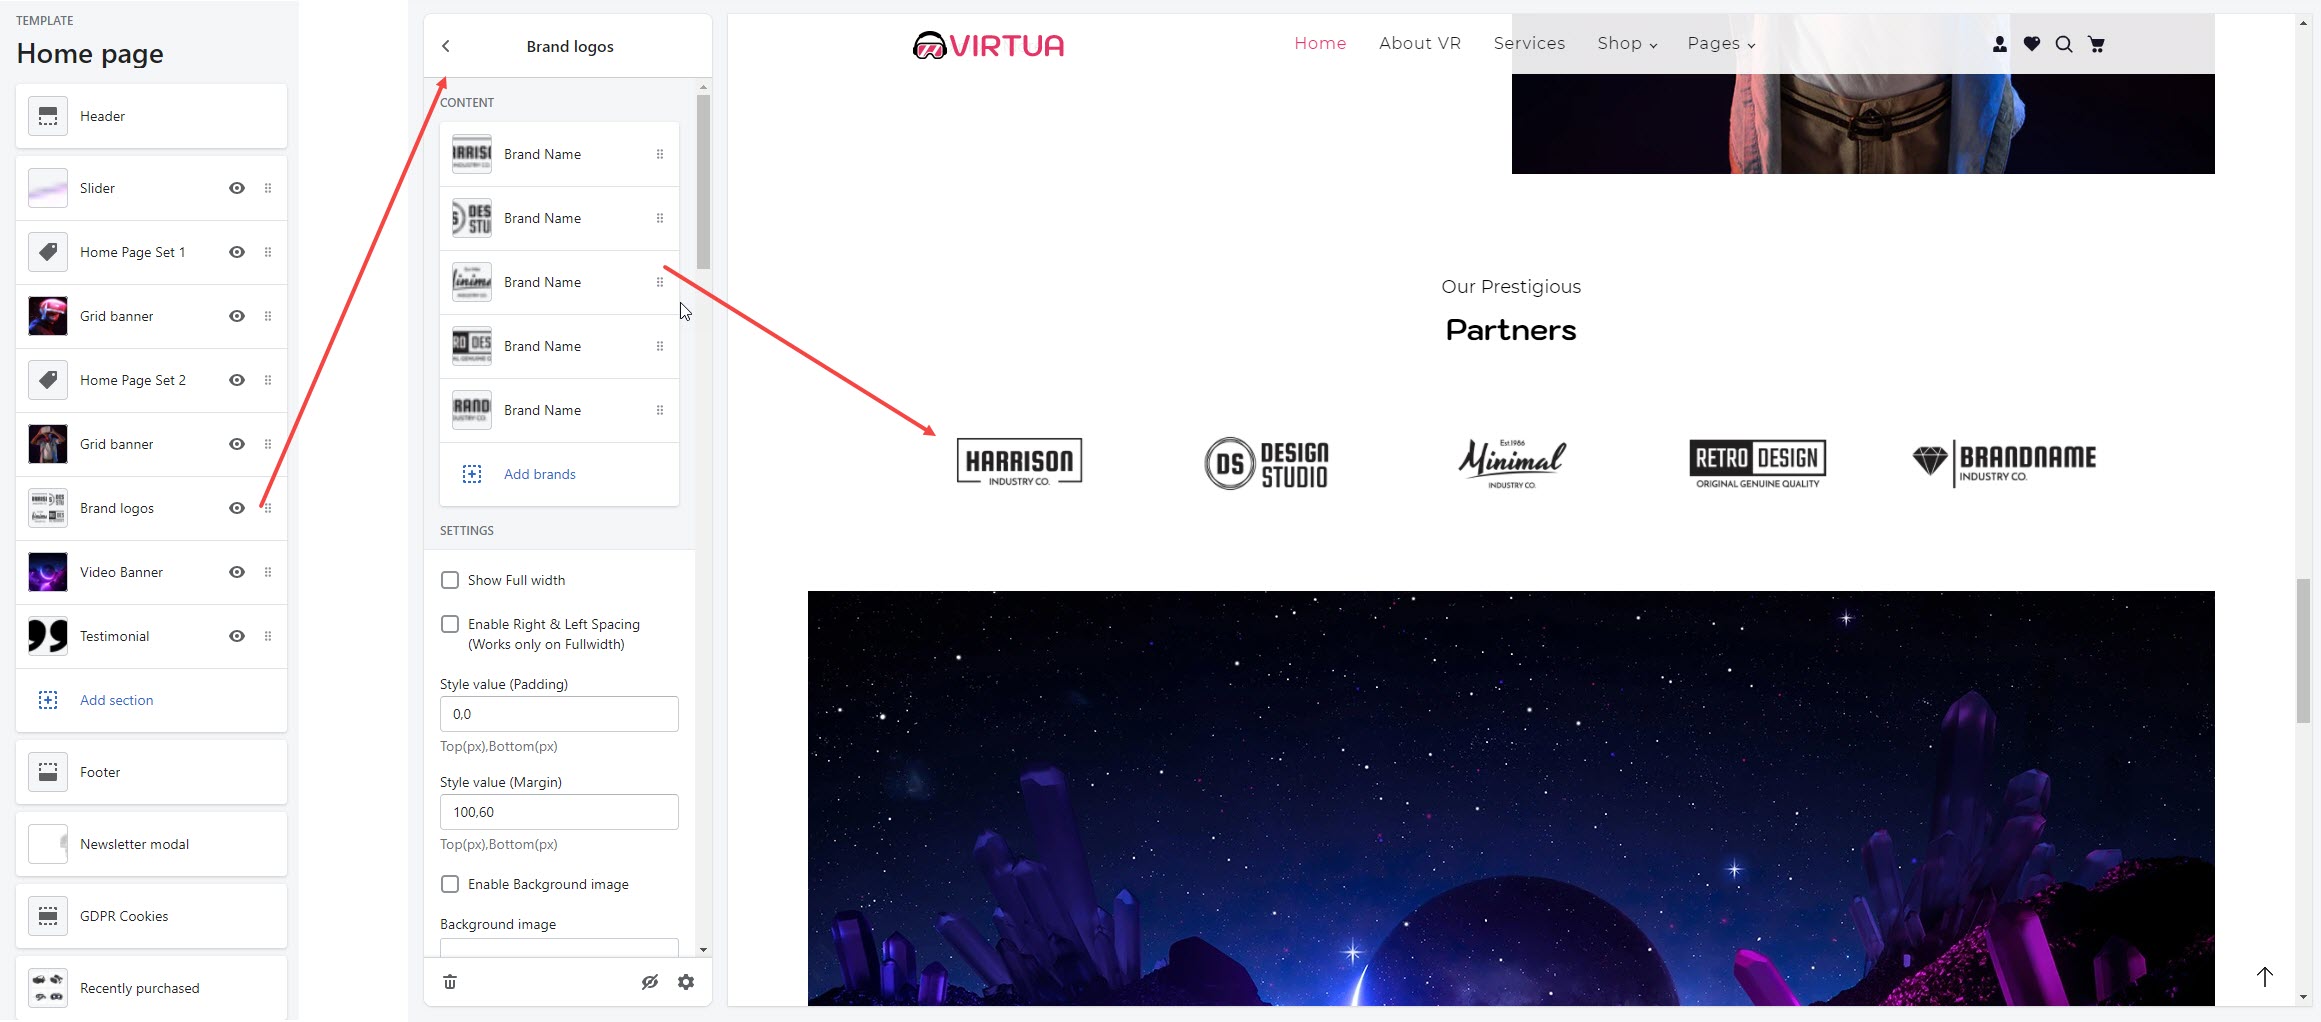 TEMPLATE
Home page
Header
Slider
Home Page Set 1
Grid banner
Home Page Set 2
Grid banner
Brand logos
Video Banner
Testimonial
Add section
Footer
Newsletter modal
GDPR Cookies
Recently purchased
Brand logos
CONTENT
Brand Name
Brand Name
Brand Name
Brand Name
Brand Name
Add brands
SETTINGS
Show Full width
Enable Right & Left Spacing
(Works only on Fullwidth)
Style value (Padding)
0,0
Top(px),Bottom(px)
Style value (Margin)
100,60
Top(px),Bottom(px)
Enable Background image
Background image
VIRTUA
Home About VR Services Shop Pages
Our Prestigious
Partners
HARRISON
INDUSTRY CO.
DS DESIGN
STUDIO
Est 1986
Minimal
INDUSTRY CO.
RETRO DESIGN
ORIGINAL GENUINE QUALITY
BRANDNAME
INDUSTRY CO.